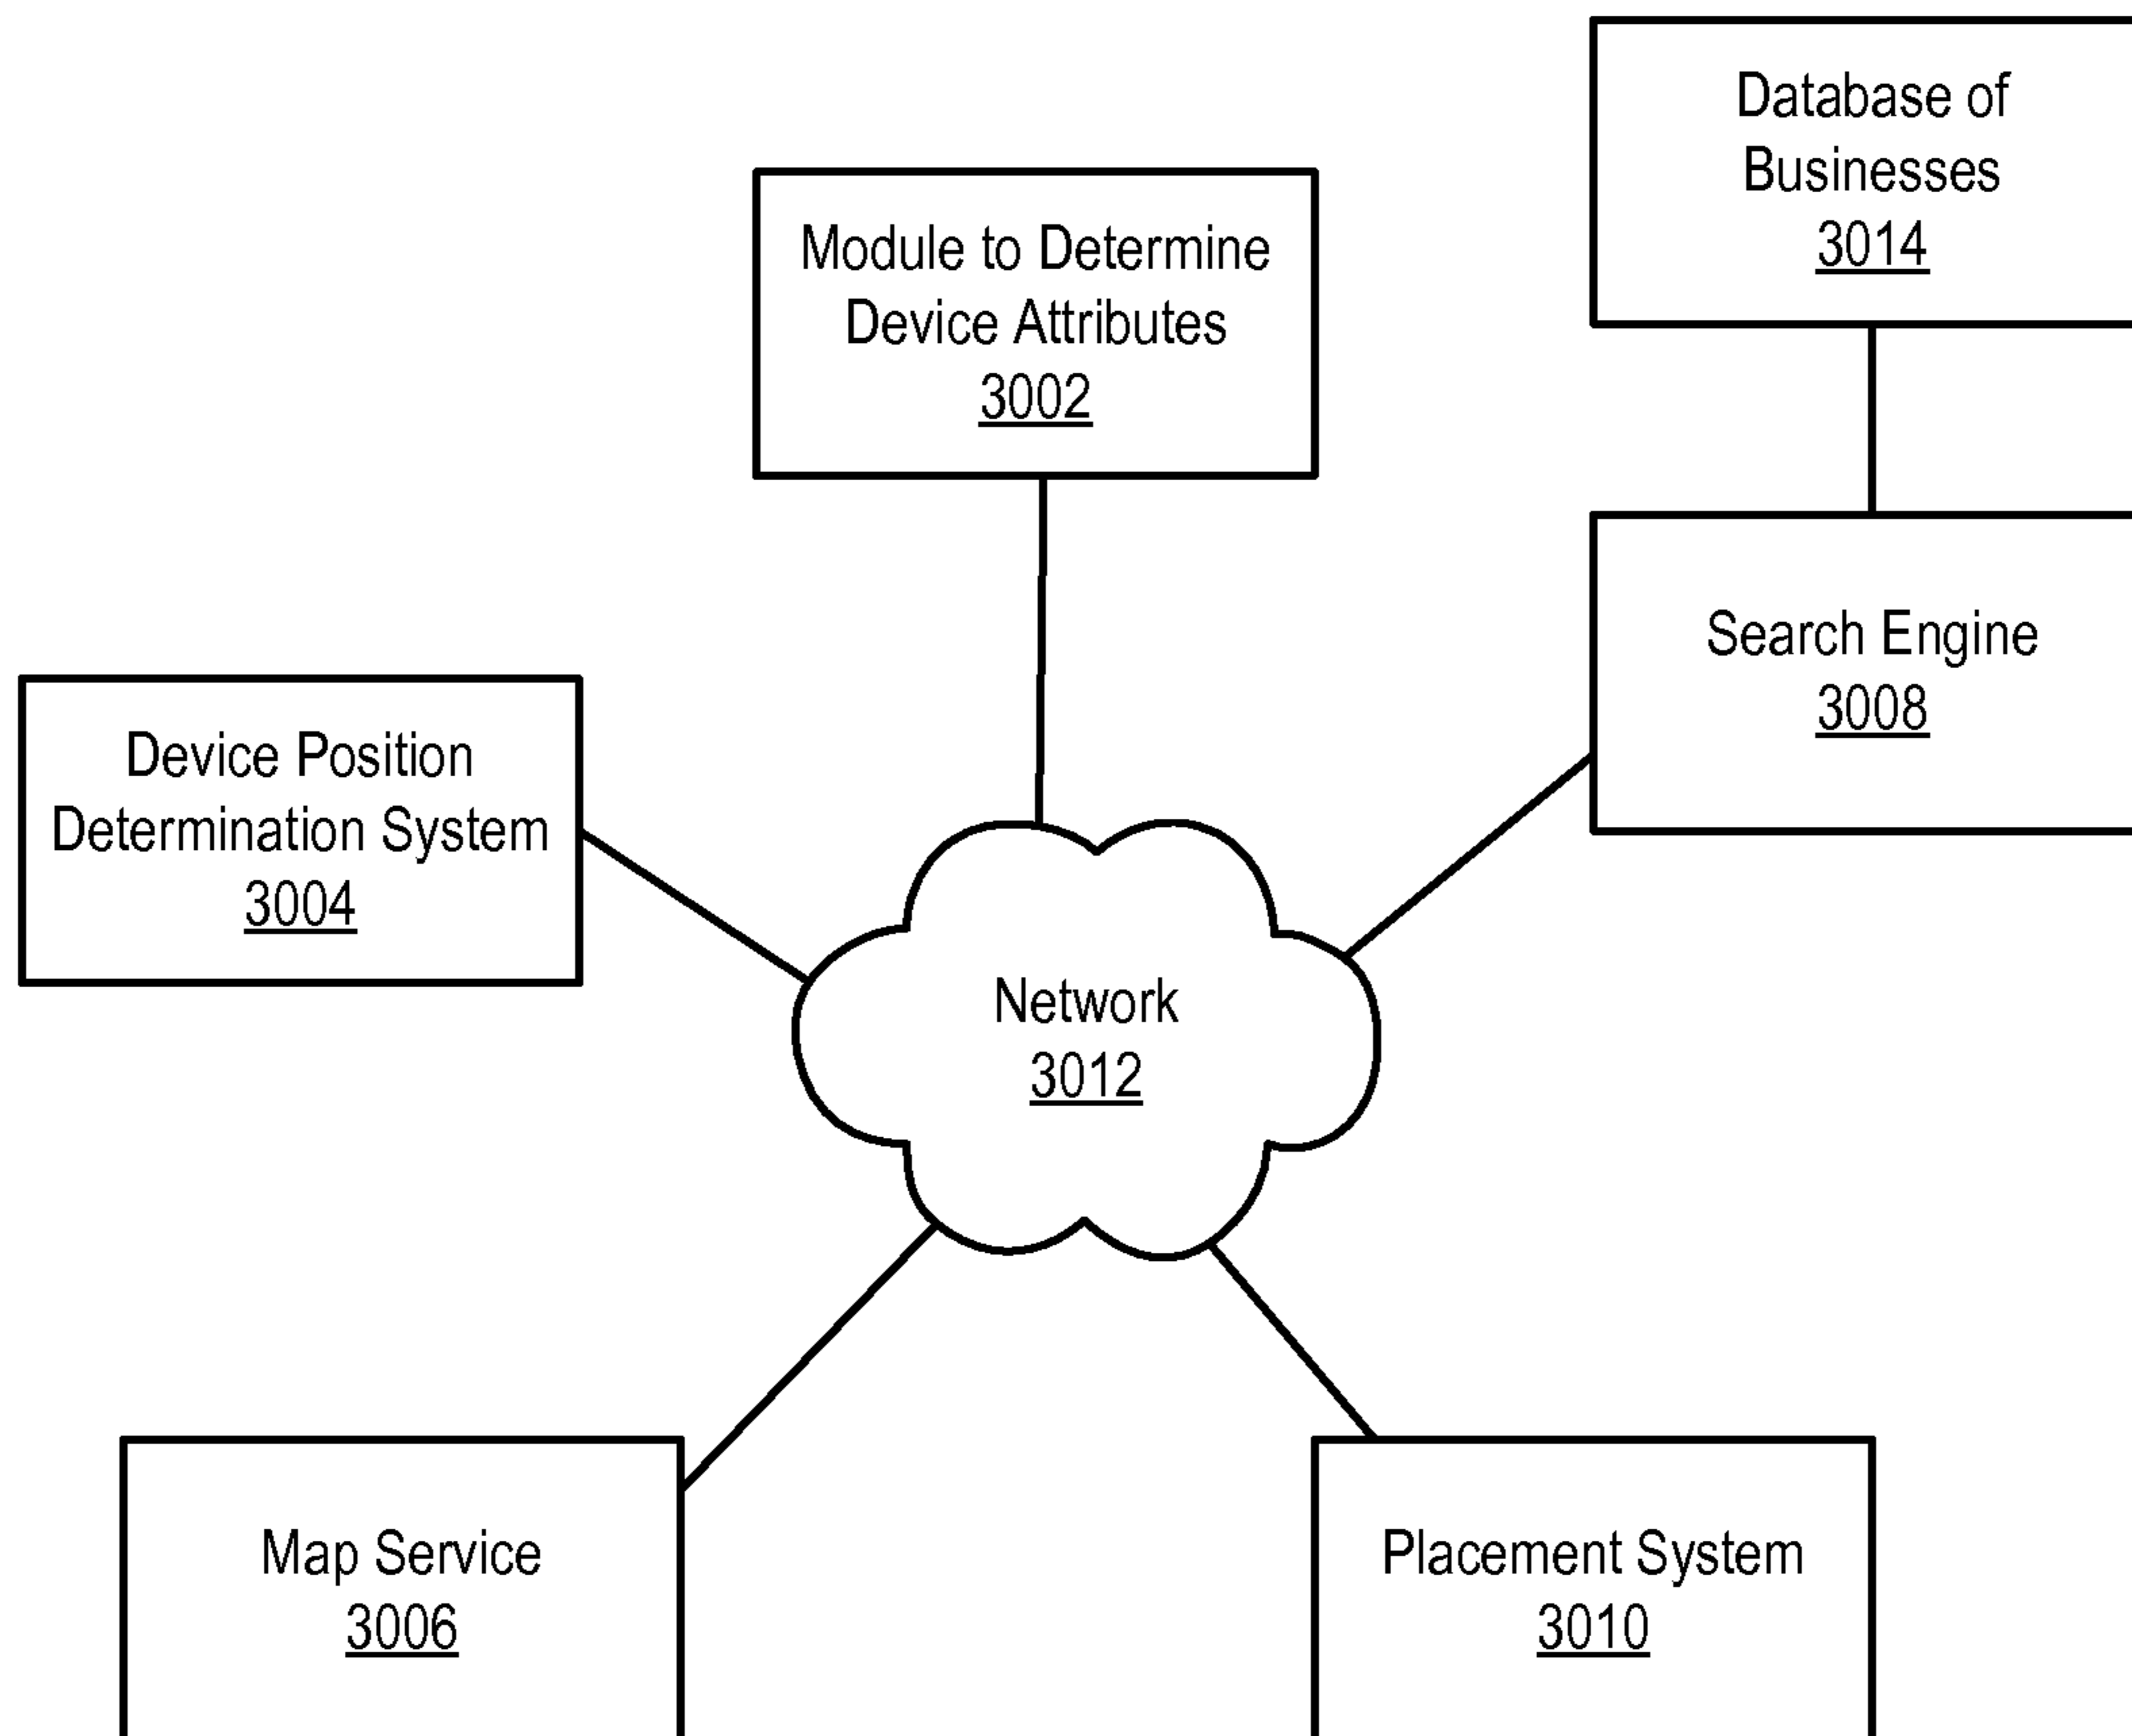 Database of
Businesses
3014
Module to Determine
Device Attributes
3002
Search Engine
3008
Device Position
Determination System
3004
Network
3012
Map Service
3006
Placement System
3010